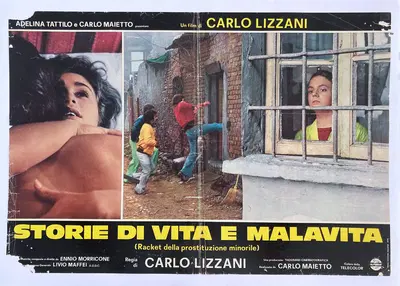 ADELINA TATTILO e CARLO MAIETTO
presentano
Un film di CARLO LIZZANI
STORIE DI VITA E MALAVITA
(Racket della prostituzione minorile)
ENNIO MORRICONE
LIVIO MAFFEI
Regia di CARLO LIZZANI
CARLO MAIETTO
TELECOLOR